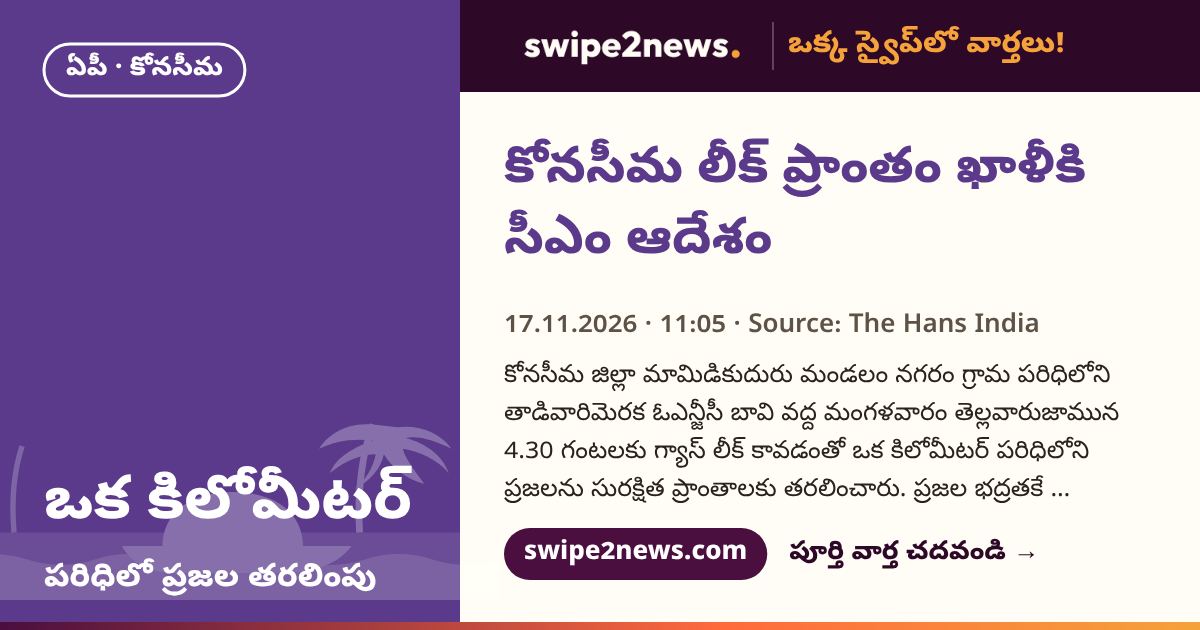 ఏపీ · కోనసీమ
ఒక కిలోమీటర్
పరిధిలో ప్రజల తరలింపు
swipe2news.
ఒక్క స్వైప్‌లో వార్తలు!
కోనసీమ లీక్ ప్రాంతం ఖాళీకి
సీఎం ఆదేశం
17.11.2026 · 11:05 · Source: The Hans India
కోనసీమ జిల్లా మామిడికుదురు మండలం నగరం గ్రామ పరిధిలోని
తాడివారిమెరక ఓఎన్జీసీ బావి వద్ద మంగళవారం తెల్లవారుజామున
4.30 గంటలకు గ్యాస్ లీక్ కావడంతో ఒక కిలోమీటర్ పరిధిలోని
ప్రజలను సురక్షిత ప్రాంతాలకు తరలించారు. ప్రజల భద్రతకే ...
swipe2news.com
పూర్తి వార్త చదవండి →